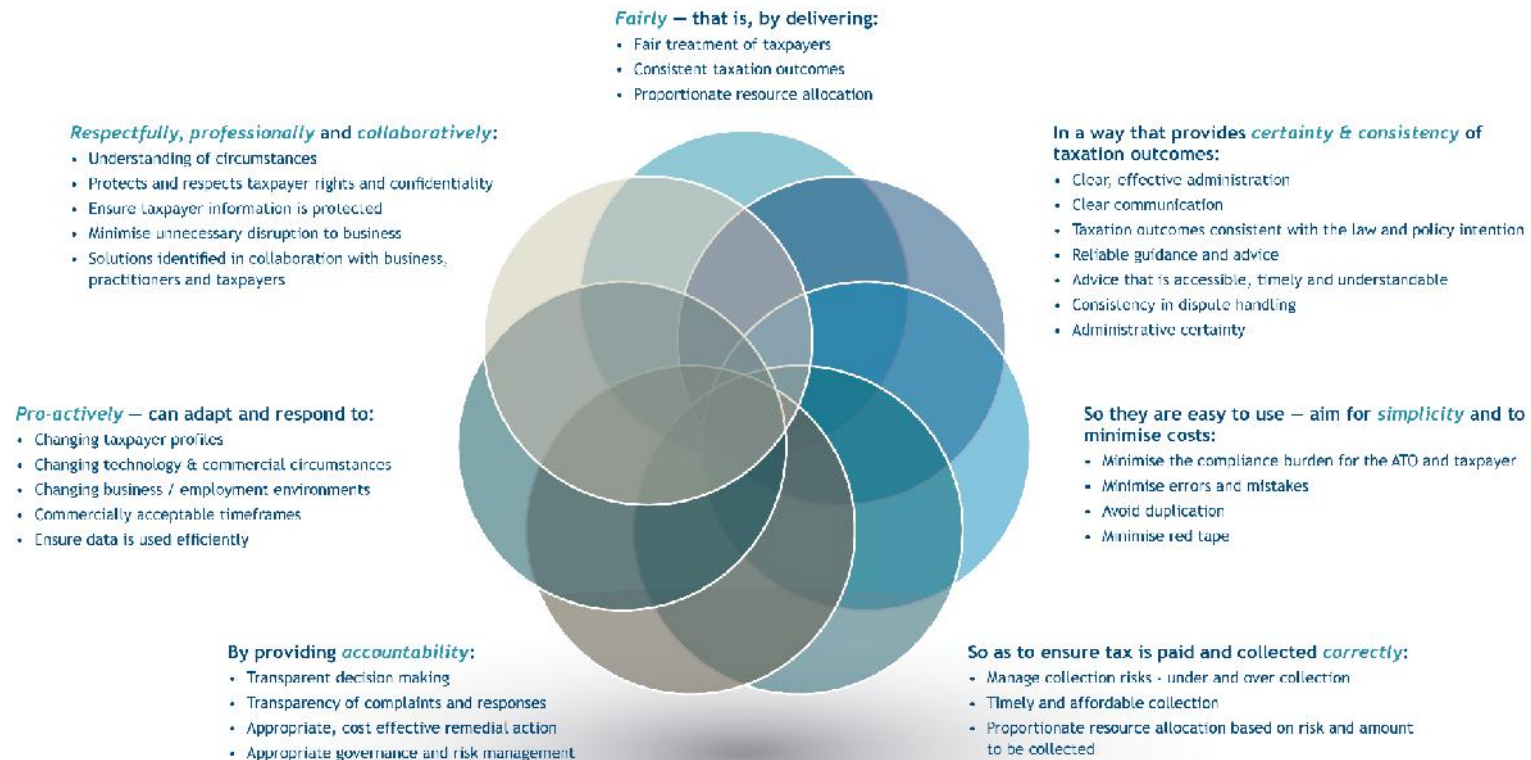 Fairly — that is, by delivering:
• Fair treatment of taxpayers
• Consistent taxation outcomes
• Proportionate resource allocation
Respectfully, professionally and collaboratively:
• Understanding of circumstances
• Protects and respects taxpayer rights and confidentiality
• Ensure taxpayer information is protected
• Minimise unnecessary disruption to business
• Solutions identified in collaboration with business,
practitioners and taxpayers
In a way that provides certainty & consistency of
taxation outcomes:
• Clear, effective administration
• Clear communication
• Taxation outcomes consistent with the law and policy intention
• Reliable guidance and advice
• Advice that is accessible, timely and understandable
• Consistency in dispute handling
• Administrative certainty
Pro-actively — can adapt and respond to:
• Changing taxpayer profiles
• Changing technology & commercial circumstances
• Changing business / employment environments
• Commercially acceptable timeframes
• Ensure data is used efficiently
So they are easy to use — aim for simplicity and to
minimise costs:
• Minimise the compliance burden for the ATO and taxpayer
• Minimise errors and mistakes
• Avoid duplication
• Minimise red tape
By providing accountability:
• Transparent decision making
• Transparency of complaints and responses
• Appropriate, cost effective remedial action
• Appropriate governance and risk management
So as to ensure tax is paid and collected correctly:
• Manage collection risks - under and over collection
• Timely and affordable collection
• Proportionate resource allocation based on risk and amount
to be collected